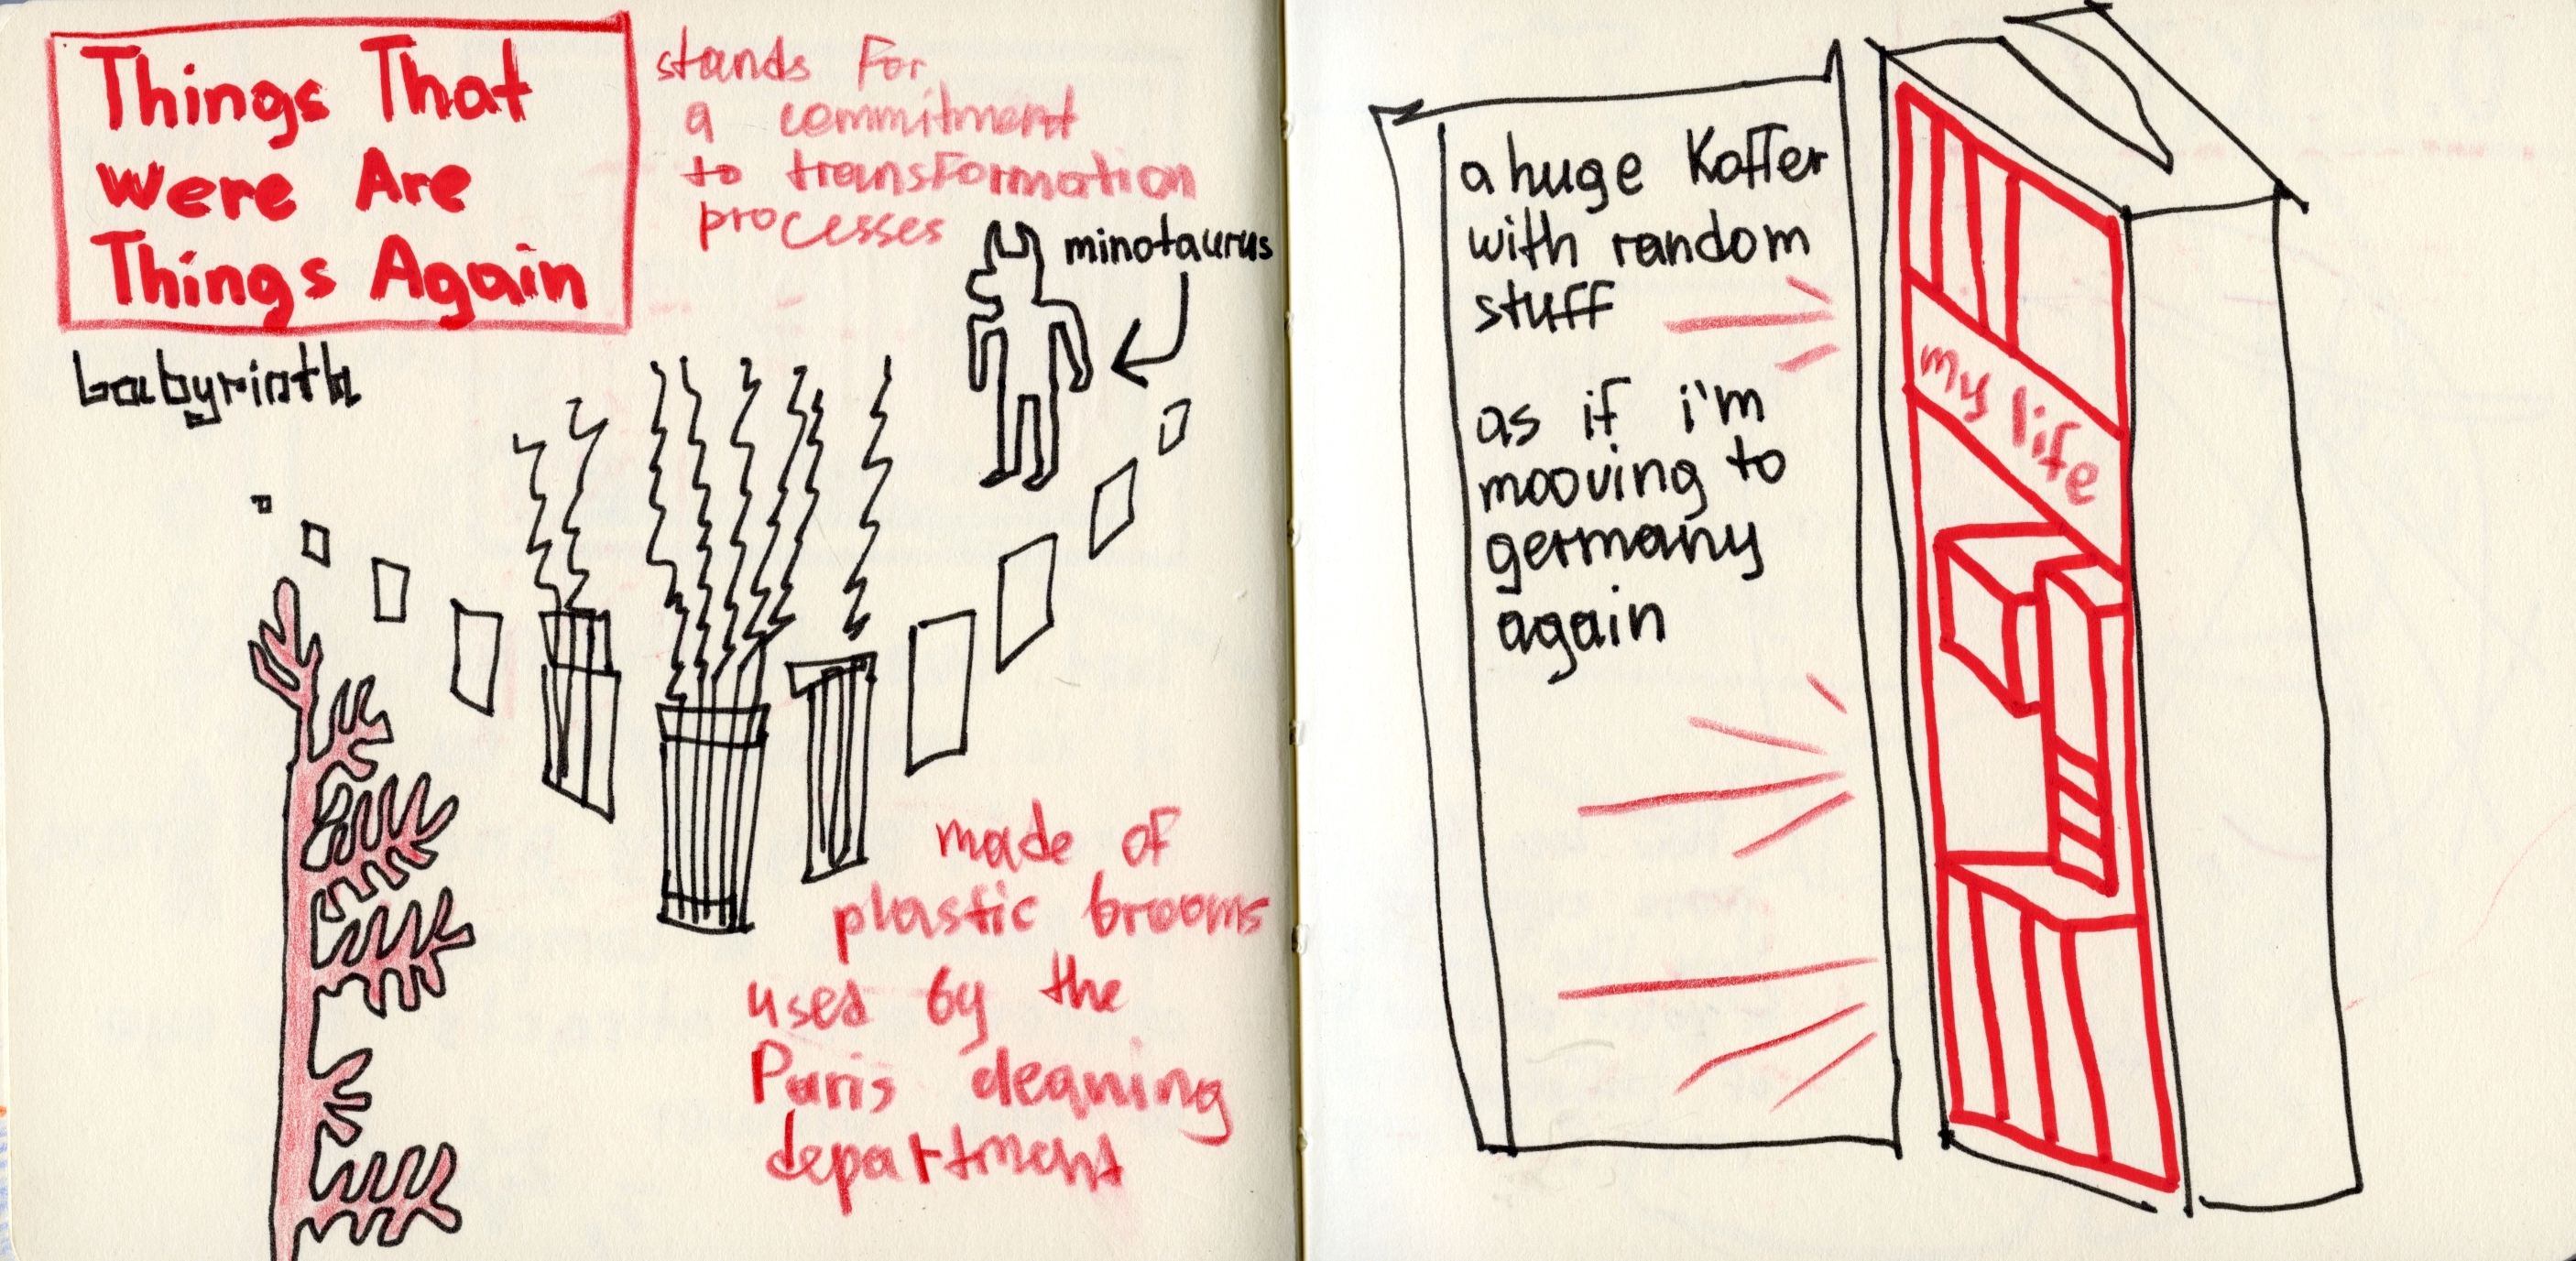 Things That
were Are
Things Again
stands For
a commitment
to transformation
processes
minotaurus
Labyrinth
made of
plastic brooms
used by the
Paris cleaning
department
a huge Koffer
with random
stuff
as if i'm
mooving to
germany
again
my life